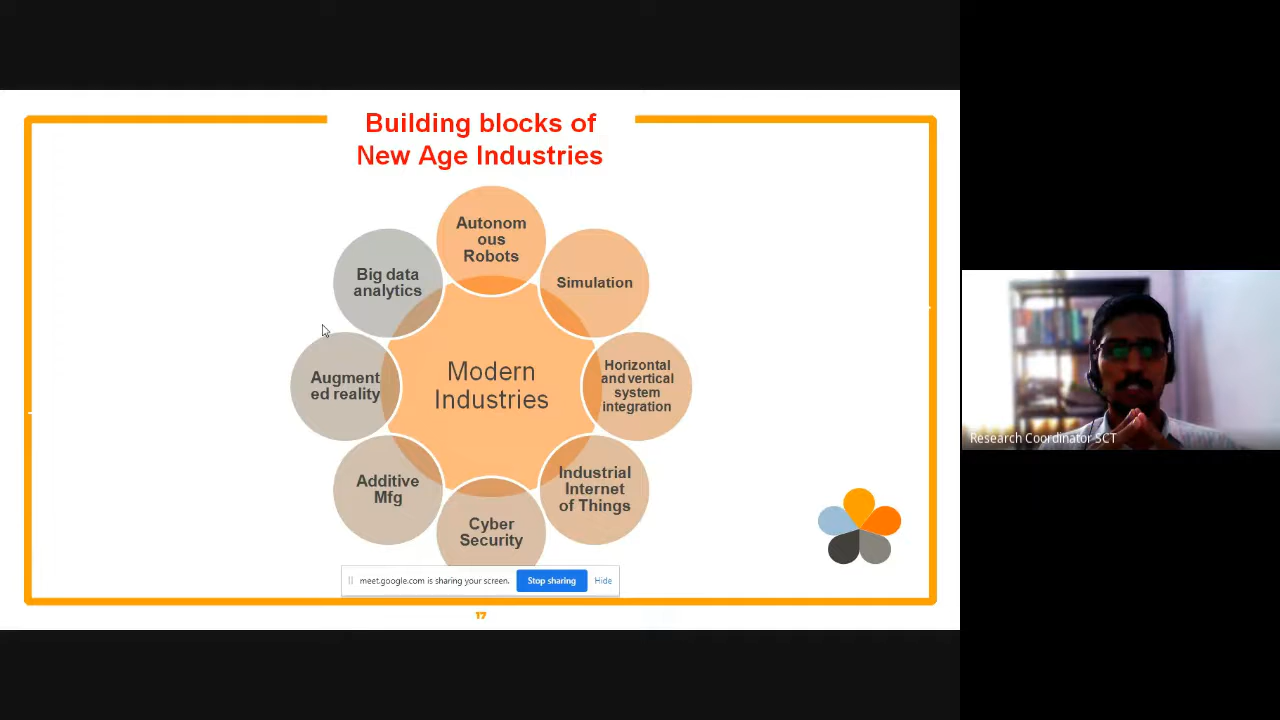 Building blocks of
New Age Industries
Autonom
ous
Robots
Simulation
Horizontal
and vertical
system
integration
Industrial
Internet
of Things
Cyber
Security
Additive
Mfg
Augment
ed reality
Big data
analytics
Modern
Industries
meet.google.com is sharing your screen.
Stop sharing
Hide
17
Research Coordinator SCT